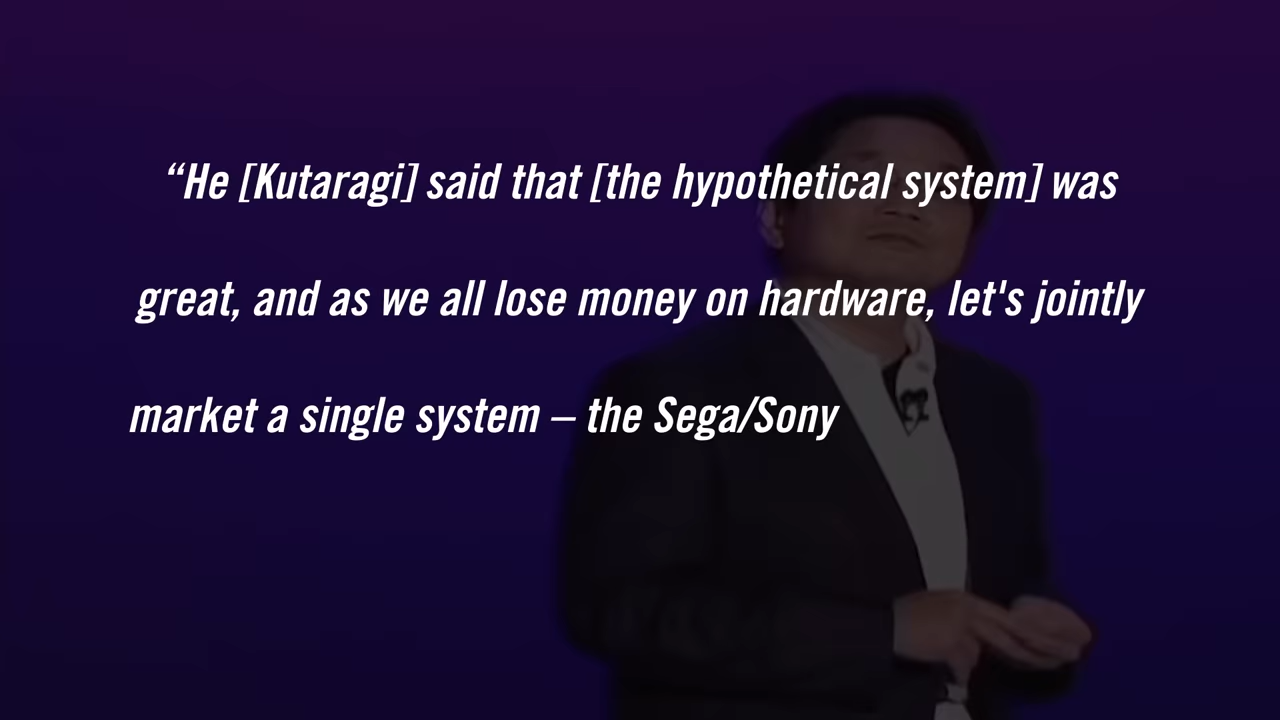 “He [Kutaragi] said that [the hypothetical system] was
great, and as we all lose money on hardware, let's jointly
market a single system – the Sega/Sony